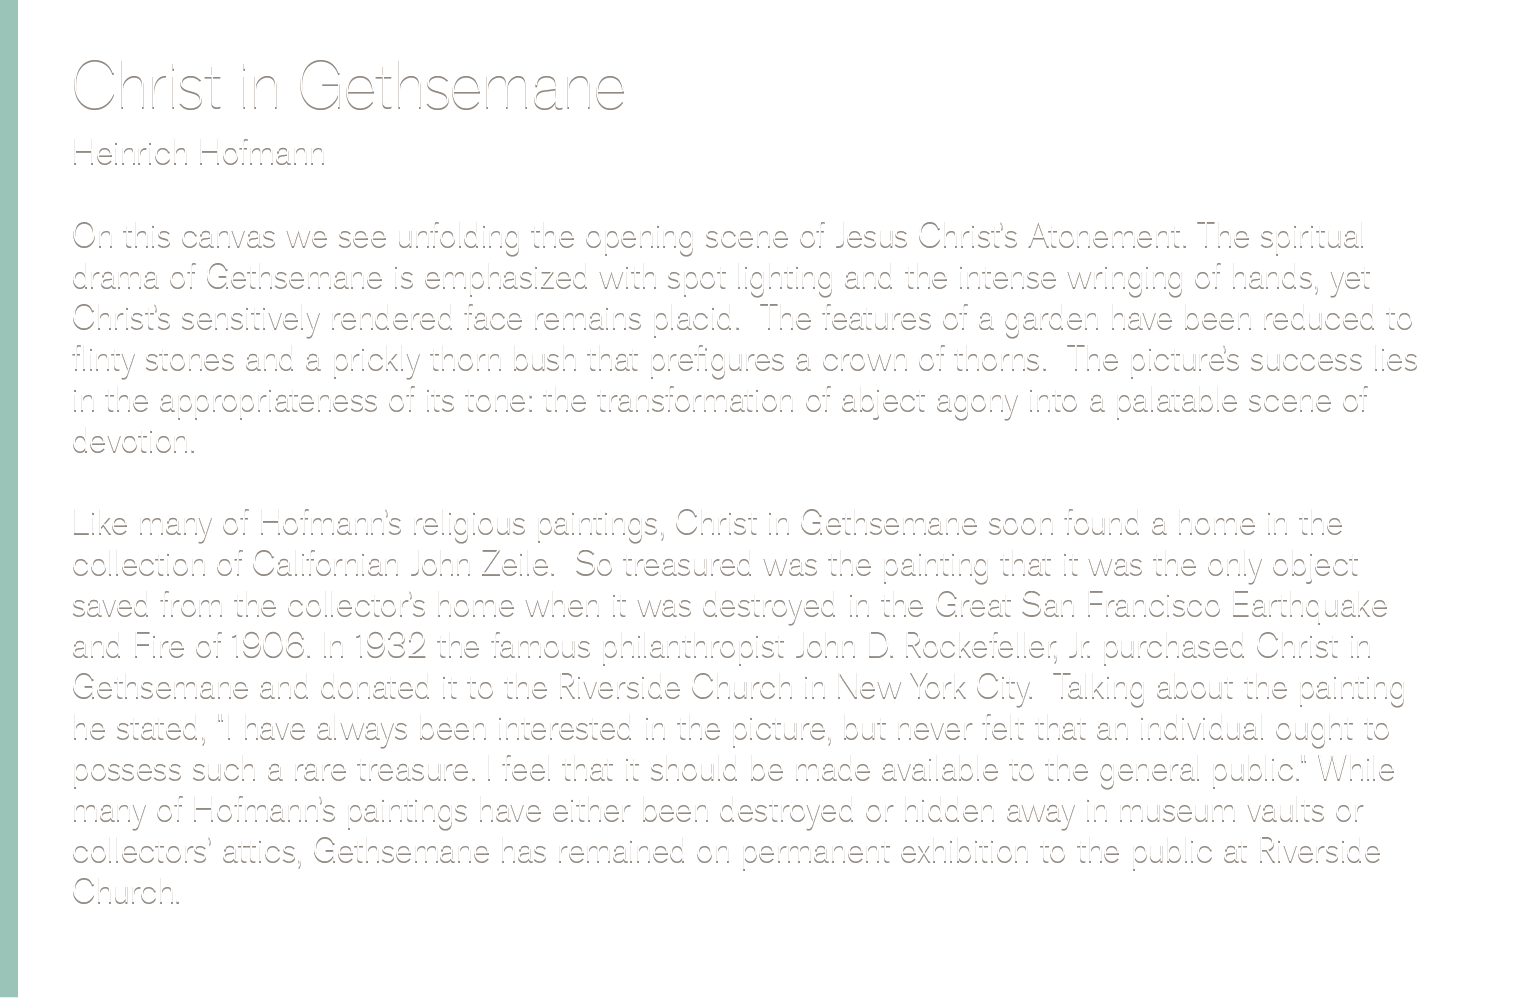 Christ in Gethsemane
Heinrich Hofmann
On this canvas we see unfolding the opening scene of Jesus Christ's Atonement. The spiritual
drama of Gethsemane is emphasized with spot lighting and the intense wringing of hands, yet
Christ's sensitively rendered face remains placid.  The features of a garden have been reduced to
flinty stones and a prickly thorn bush that prefigures a crown of thorns.  The picture's success lies
in the appropriateness of its tone: the transformation of abject agony into a palatable scene of
devotion.
Like many of Hofmann's religious paintings, Christ in Gethsemane soon found a home in the
collection of Californian John Zeile.  So treasured was the painting that it was the only object
saved from the collector's home when it was destroyed in the Great San Francisco Earthquake
and Fire of 1906. In 1932 the famous philanthropist John D. Rockefeller, Jr. purchased Christ in
Gethsemane and donated it to the Riverside Church in New York City.  Talking about the painting
he stated, "I have always been interested in the picture, but never felt that an individual ought to
possess such a rare treasure. I feel that it should be made available to the general public." While
many of Hofmann's paintings have either been destroyed or hidden away in museum vaults or
collectors' attics, Gethsemane has remained on permanent exhibition to the public at Riverside
Church.